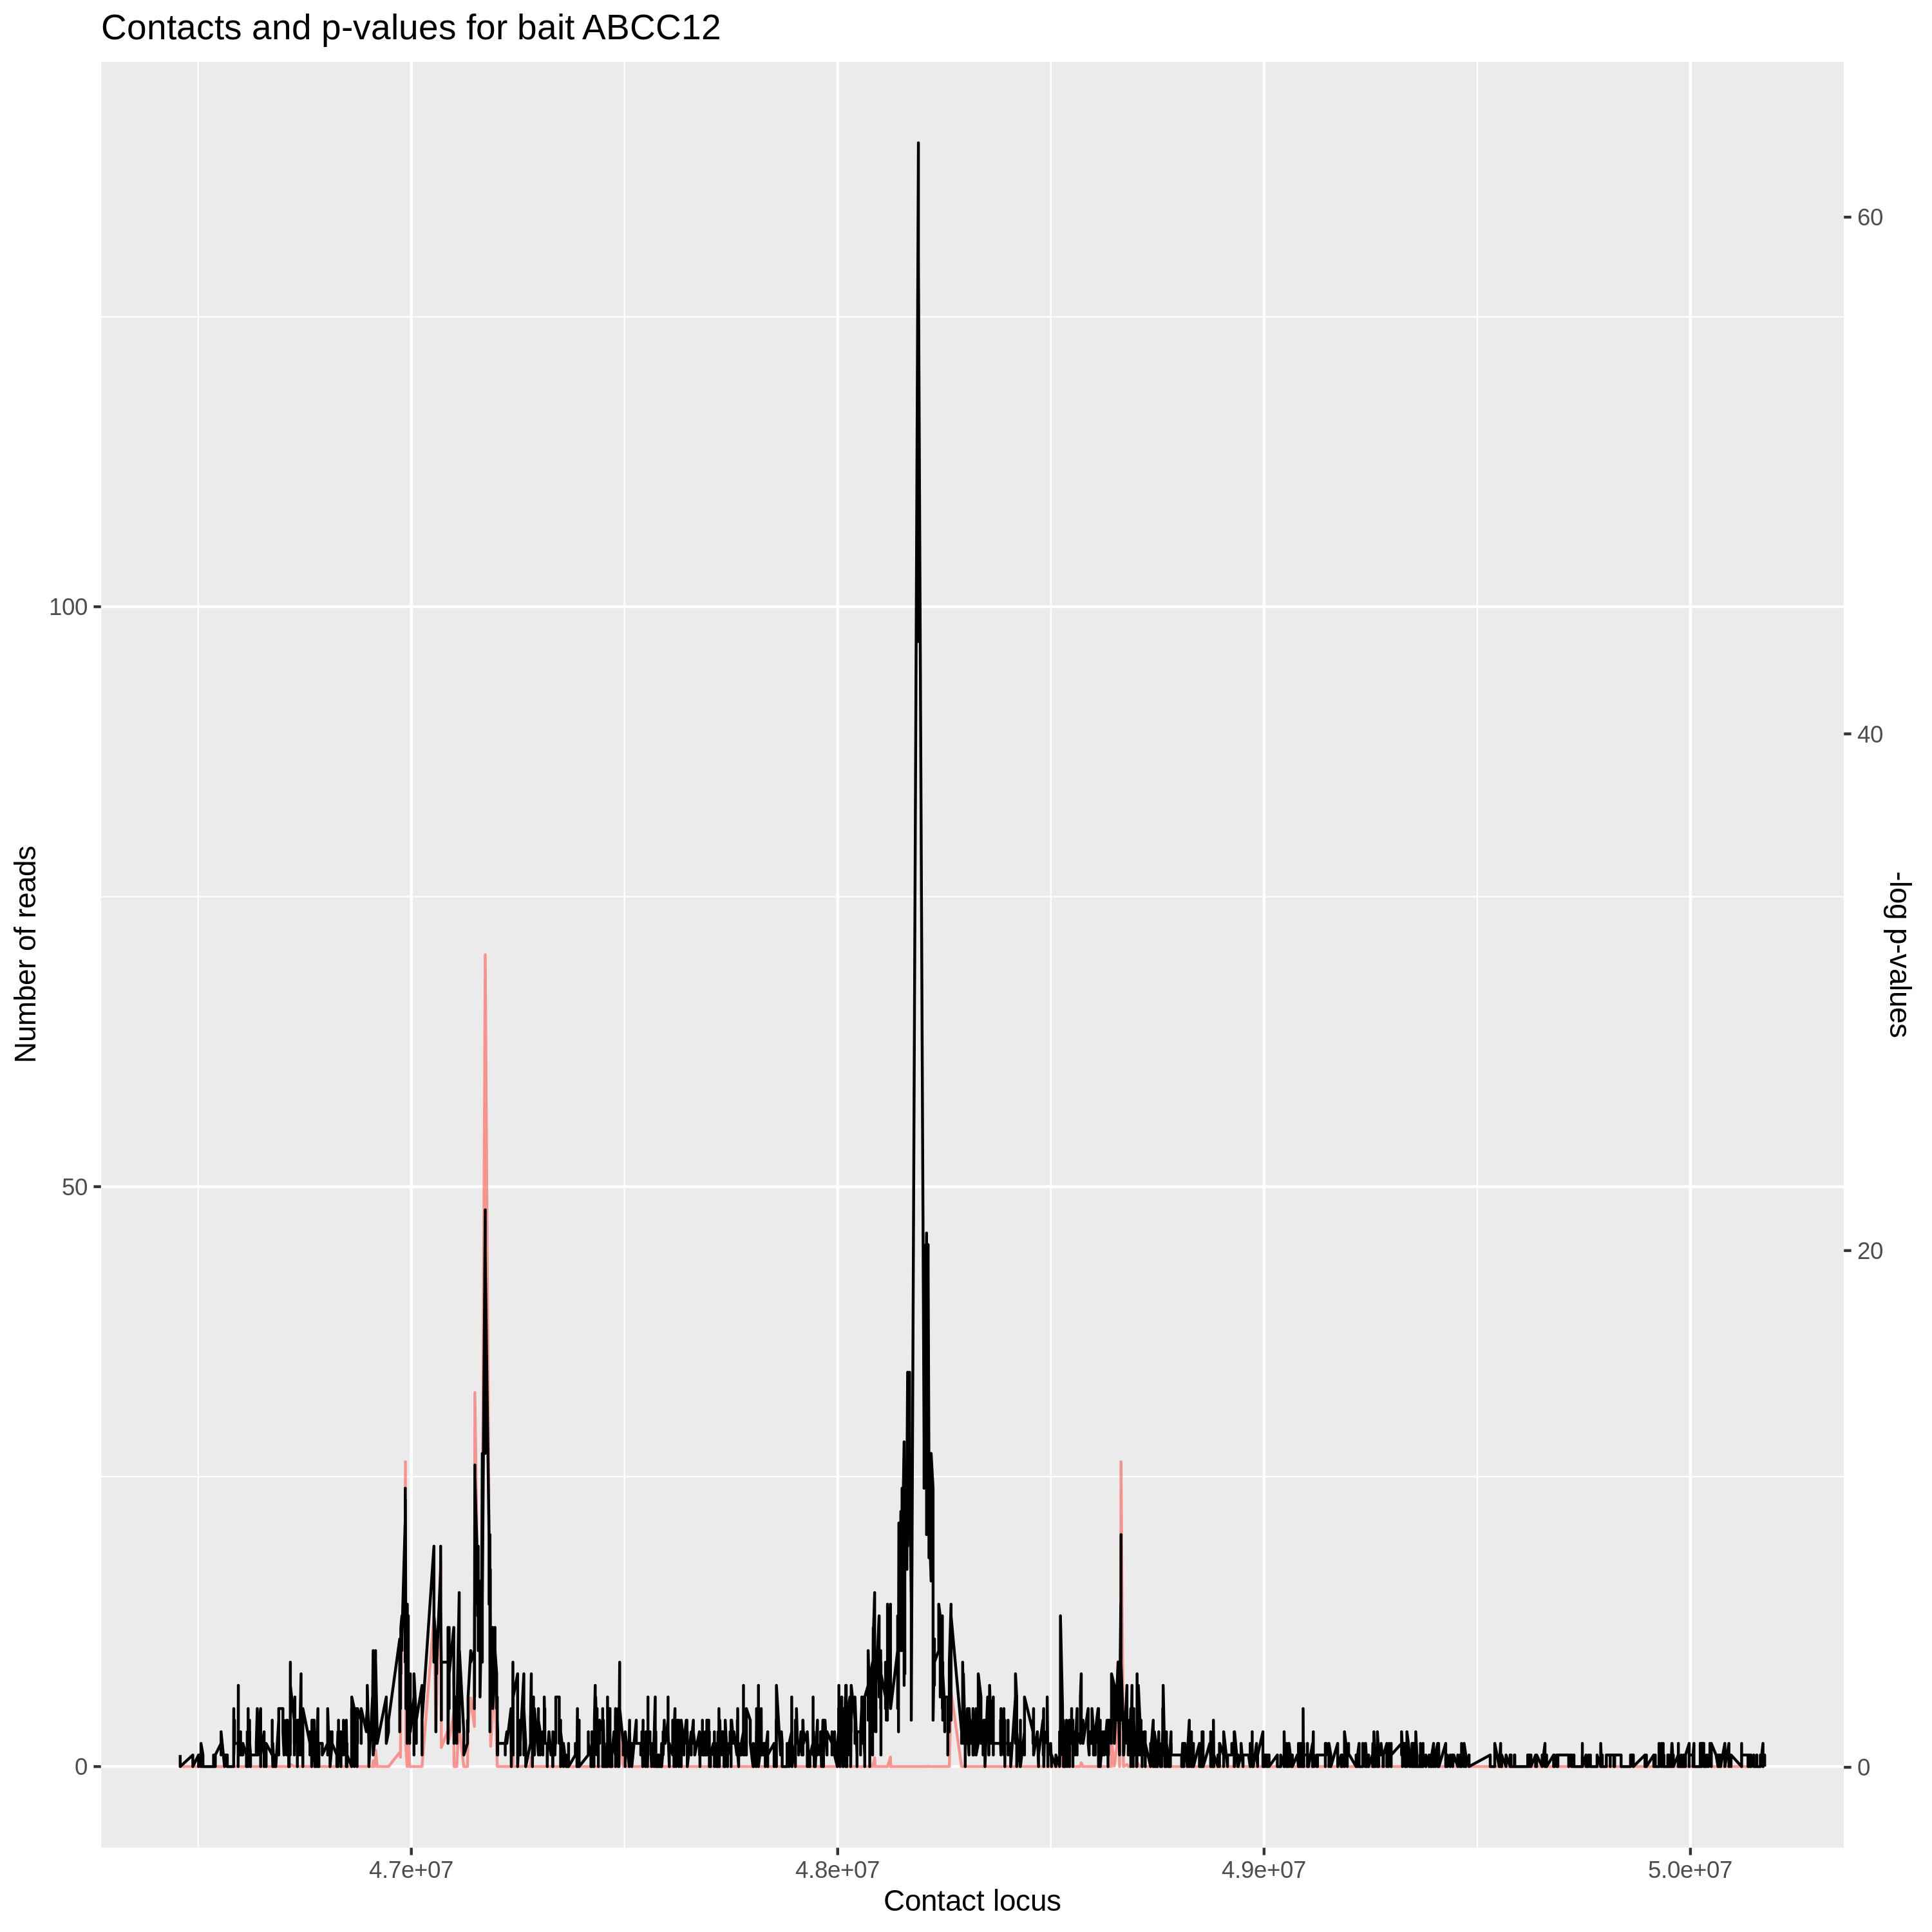 Contacts and p-values for bait ABCC12
Number of reads
100
50
0
60
40
20
0
-log p-values
4.7e+07
4.8e+07
4.9e+07
5.0e+07
Contact locus